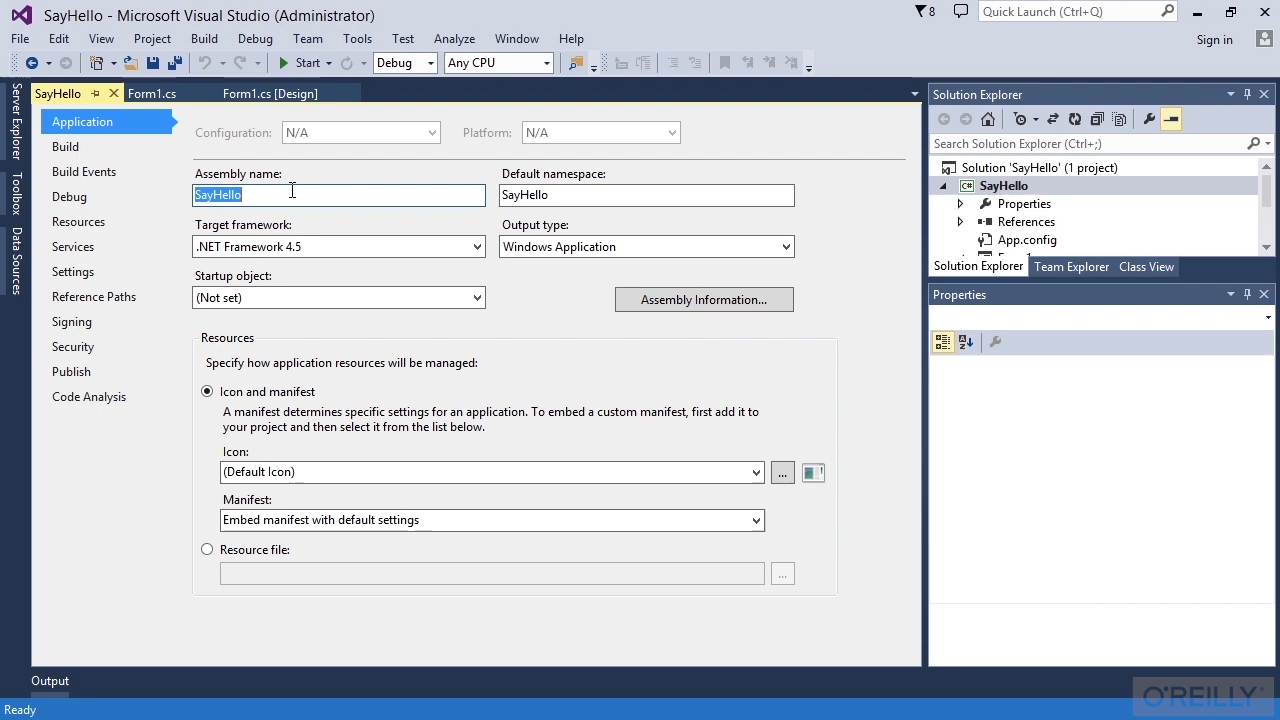 SayHello - Microsoft Visual Studio (Administrator)
8
Quick Launch (Ctrl+Q)
File Edit View Project Build Debug Team Tools Test Analyze Window Help
Sign in
Start Debug Any CPU
Server Explorer
Toolbox
Data Sources
SayHello Form1.cs Form1.cs [Design]
Application
Build
Build Events
Debug
Resources
Services
Settings
Reference Paths
Signing
Security
Publish
Code Analysis
Configuration: N/A Platform: N/A
Assembly name: Default namespace:
SayHello SayHello
Target framework: Output type:
.NET Framework 4.5 Windows Application
Startup object:
(Not set) Assembly Information...
Resources
Specify how application resources will be managed:
Icon and manifest
A manifest determines specific settings for an application. To embed a custom manifest, first add it to
your project and then select it from the list below.
Icon:
(Default Icon) ...
Manifest:
Embed manifest with default settings
Resource file:
...
Solution Explorer
Search Solution Explorer (Ctrl+;)
Solution 'SayHello' (1 project)
C# SayHello
Properties
References
App.config
Solution Explorer Team Explorer Class View
Properties
Output
Ready
O'REILLY